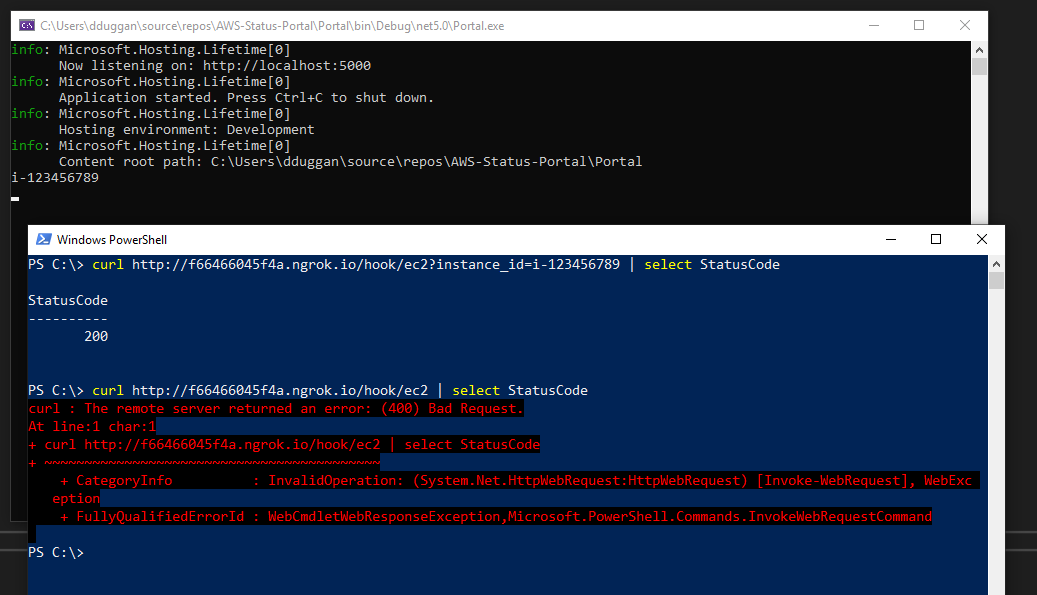 C:\Users\dduggan\source\repos\AWS-Status-Portal\Portal\bin\Debug\net5.0\Portal.exe
info: Microsoft.Hosting.Lifetime[0]
      Now listening on: http://localhost:5000
info: Microsoft.Hosting.Lifetime[0]
      Application started. Press Ctrl+C to shut down.
info: Microsoft.Hosting.Lifetime[0]
      Hosting environment: Development
info: Microsoft.Hosting.Lifetime[0]
      Content root path: C:\Users\dduggan\source\repos\AWS-Status-Portal\Portal
i-123456789
Windows PowerShell
PS C:\> curl http://f66466045f4a.ngrok.io/hook/ec2?instance_id=i-123456789 | select StatusCode
StatusCode
----------
       200
PS C:\> curl http://f66466045f4a.ngrok.io/hook/ec2 | select StatusCode
curl : The remote server returned an error: (400) Bad Request.
At line:1 char:1
+ curl http://f66466045f4a.ngrok.io/hook/ec2 | select StatusCode
+ ~~~~~~~~~~~~~~~~~~~~~~~~~~~~~~~~~~~~~~~~~~
    + CategoryInfo          : InvalidOperation: (System.Net.HttpWebRequest:HttpWebRequest) [Invoke-WebRequest], WebExc
   eption
    + FullyQualifiedErrorId : WebCmdletWebResponseException,Microsoft.PowerShell.Commands.InvokeWebRequestCommand
PS C:\>